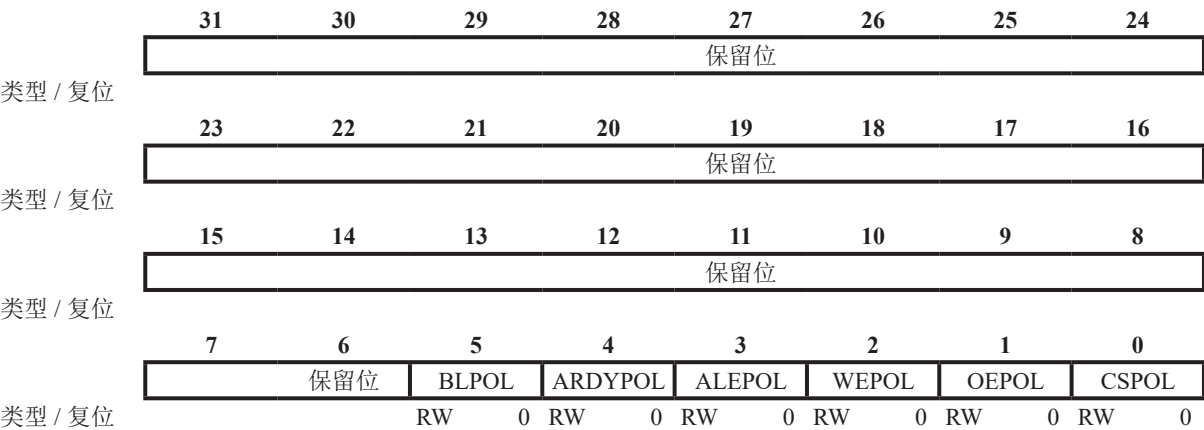 31 30 29 28 27 26 25 24
保留位
类型 / 复位
23 22 21 20 19 18 17 16
保留位
类型 / 复位
15 14 13 12 11 10 9 8
保留位
类型 / 复位
7 6 5 4 3 2 1 0
保留位 BLPOL ARDYPOL ALEPOL WEPOL OEPOL CSPOL
类型 / 复位 RW 0 RW 0 RW 0 RW 0 RW 0 RW 0